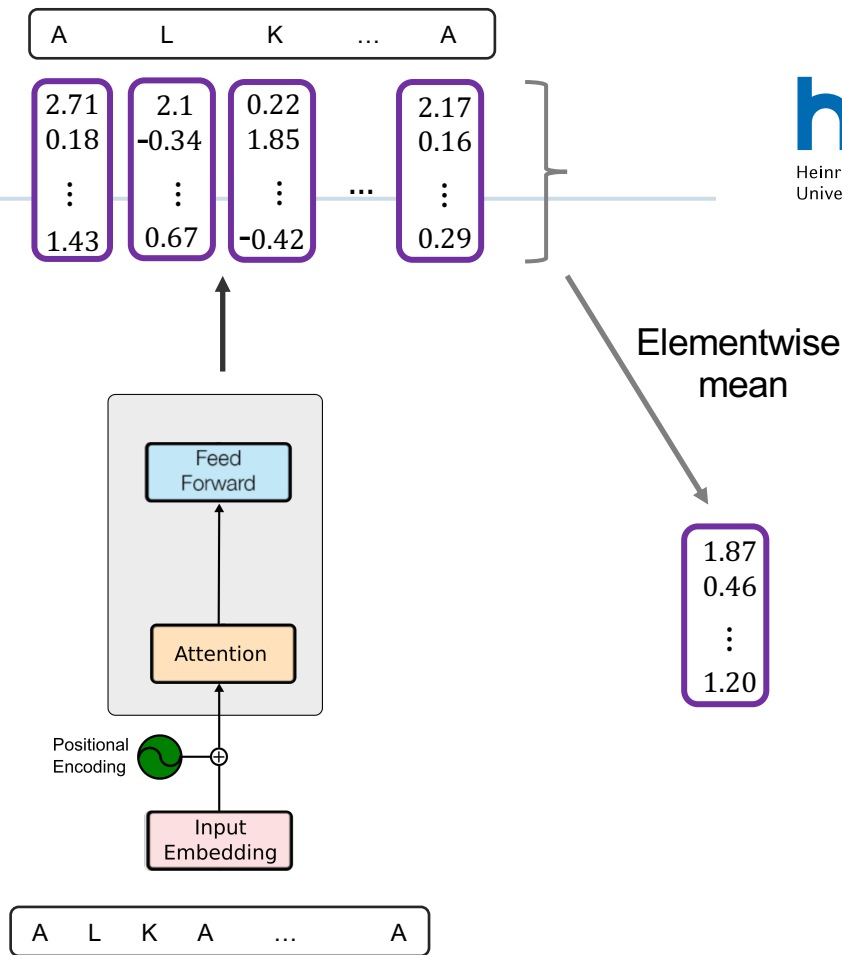 A L K ... A
2.71 2.1 0.22 2.17
0.18 -0.34 1.85 0.16
⋮ ⋮ ⋮ ... ⋮
1.43 0.67 -0.42 0.29
h
Heinr
Unive
Elementwise
mean
Feed
Forward
1.87
0.46
⋮
1.20
Attention
Positional
Encoding
+
Input
Embedding
A L K A ... A